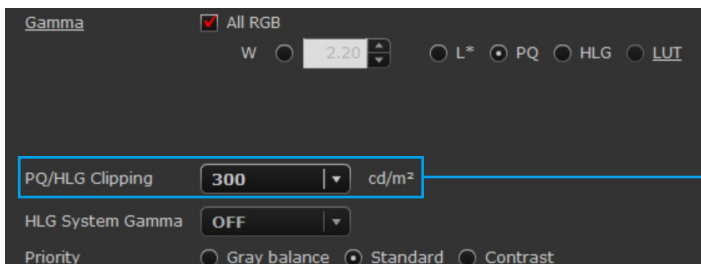 Gamma All RGB
W 2.20 L* PQ HLG LUT
PQ/HLG Clipping 300 cd/m²
HLG System Gamma OFF
Priority Gray balance Standard Contrast